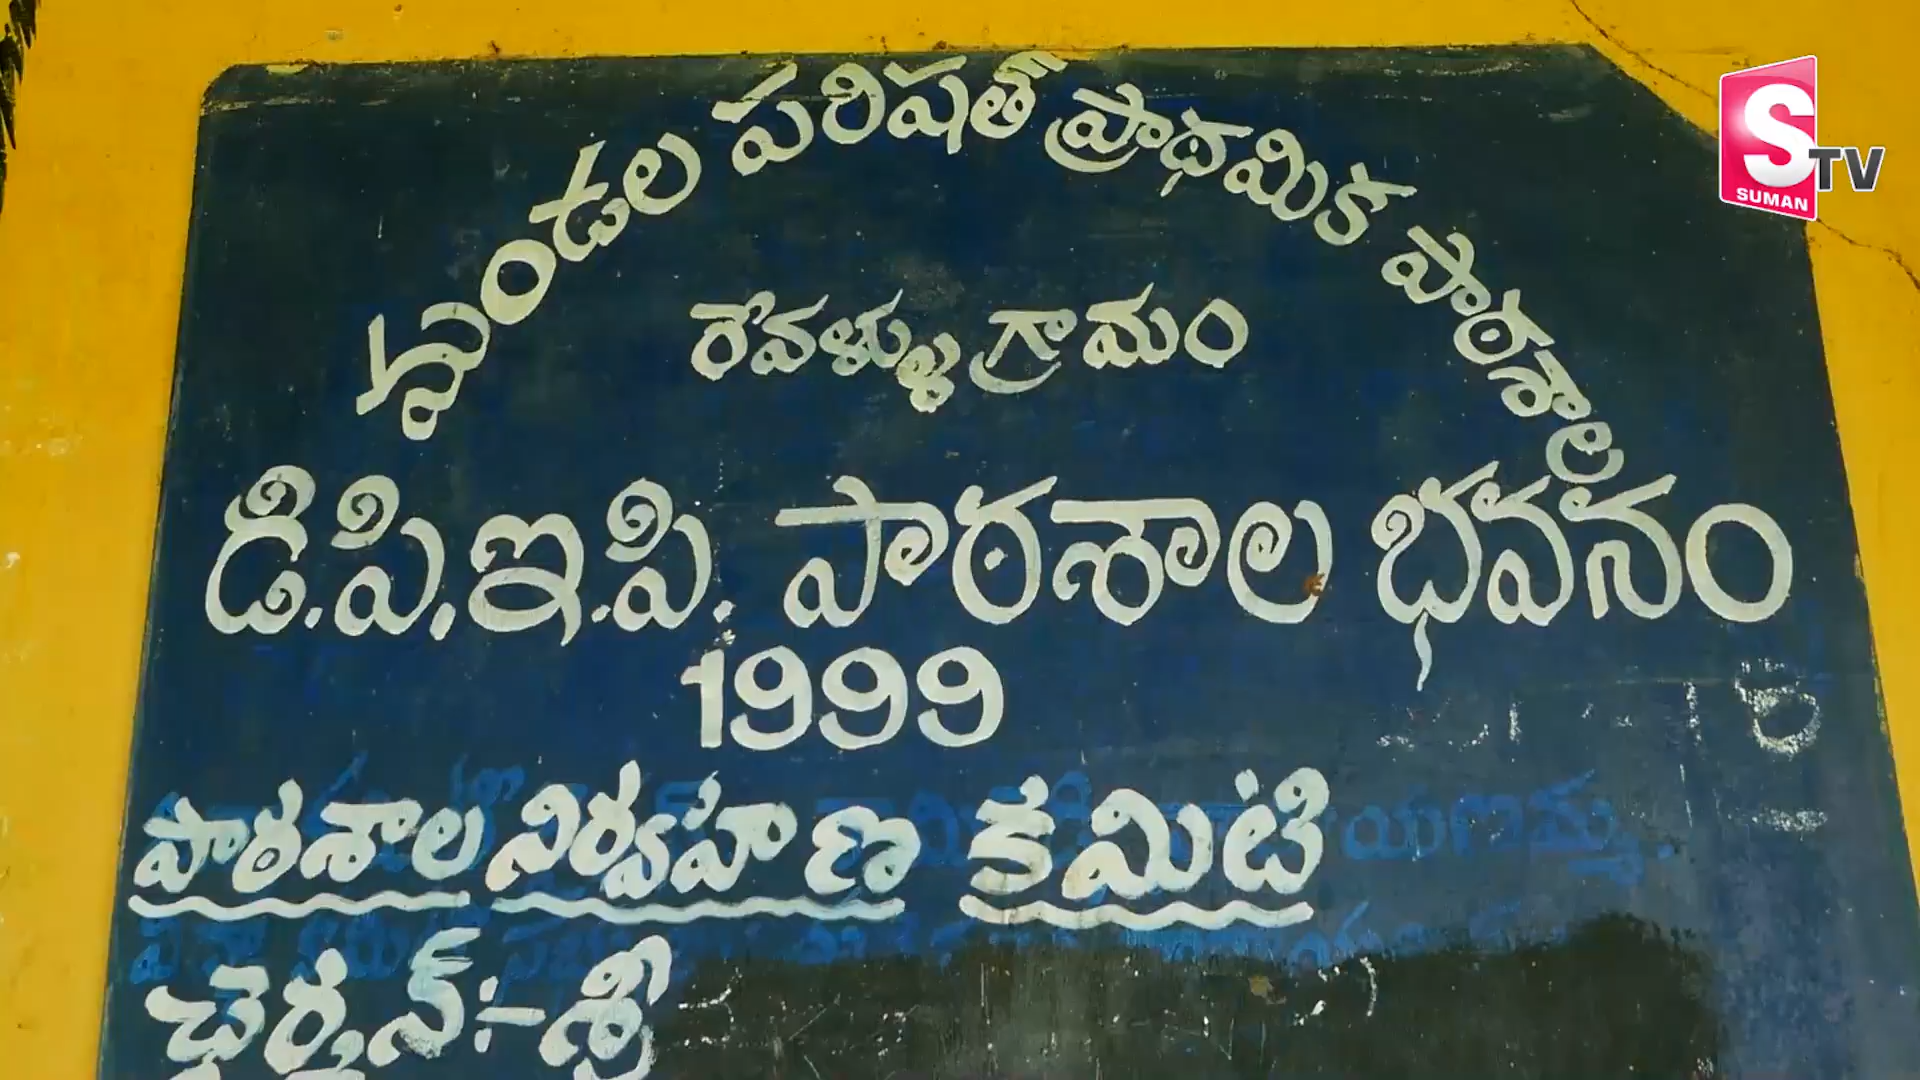 మండల పరిషత్ ప్రాథమిక పాఠశాల
రేవళ్ళు గ్రామం
డి.పి.ఇ.పి. పాఠశాల భవనం
1999
పాఠశాల నిర్వహణ కమిటి
ఛైర్మన్:- శ్రీ
S TV
SUMAN